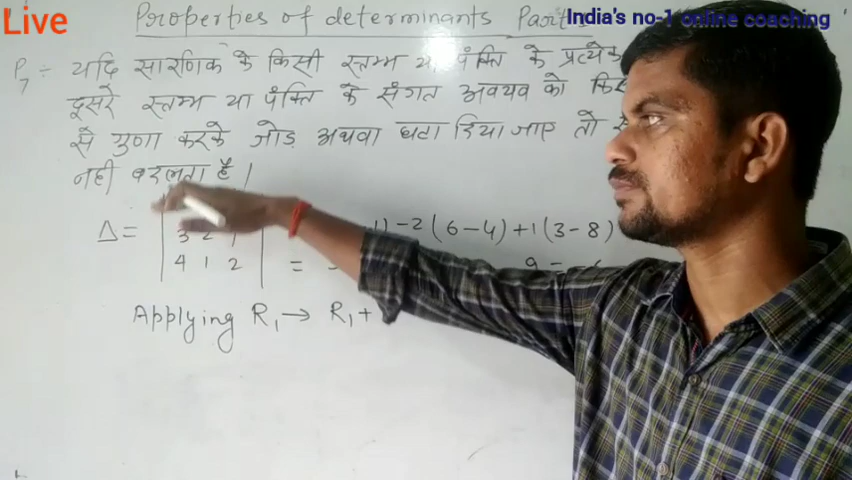 Live
Properties of determinants Part
India's no-1 online coaching
P7 ÷ यदि सारणिक के किसी स्तम्भ या पंक्ति के प्रत्येक
दूसरे स्तम्भ या पंक्ति के संगत अवयव को
से गुणा करके जोड़ अथवा घटा दिया जाए तो
नही बदलता है |
Δ = 3 2 1 1) -2 (6-4) +1 (3-8)
4 1 2 = 9 =
Applying R1 → R1 +